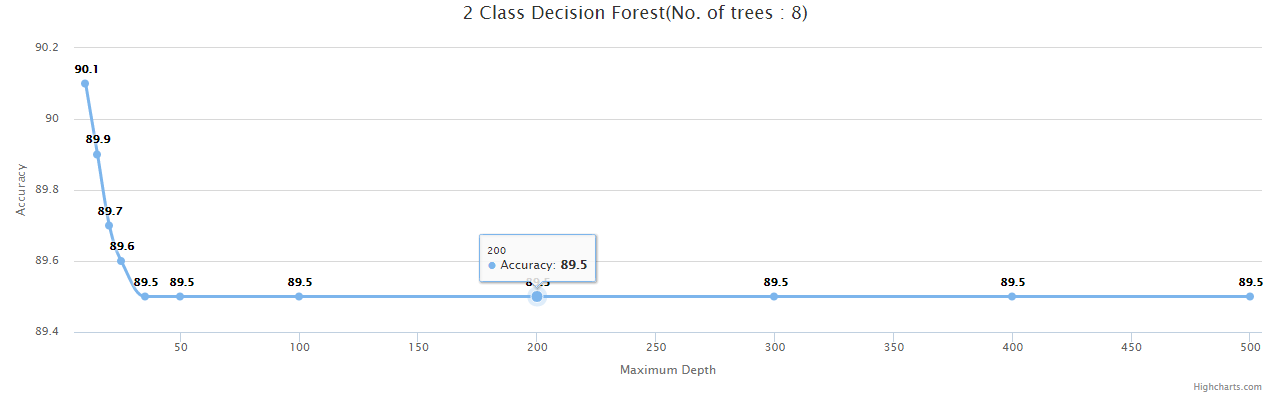 2 Class Decision Forest(No. of trees : 8)
90.2
90.1
90
89.9
89.8
89.7
89.6
89.6
89.5
89.5
89.5
89.5
89.5
89.5
89.5
200
Accuracy: 89.5
89.4
Accuracy
50 100 150 200 250 300 350 400 450 500
Maximum Depth
Highcharts.com